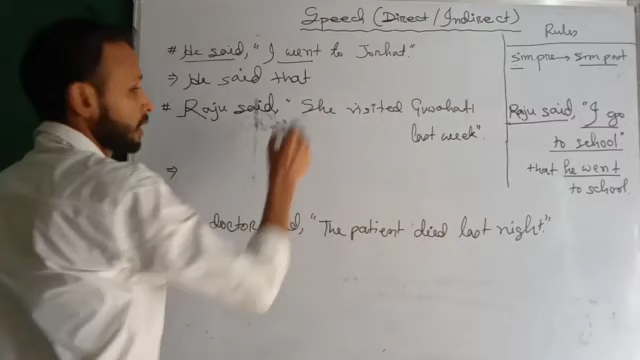 Speech (Direct/Indirect)
# He said, "I went to Jorhat."
⇒ He said that
# Raju said, "She visited Guwahati
last week".
⇒
doctor said, "The patient died last night."
Rules
Simpre → Sim past
Raju said, "I go
to school."
that he went
to school.